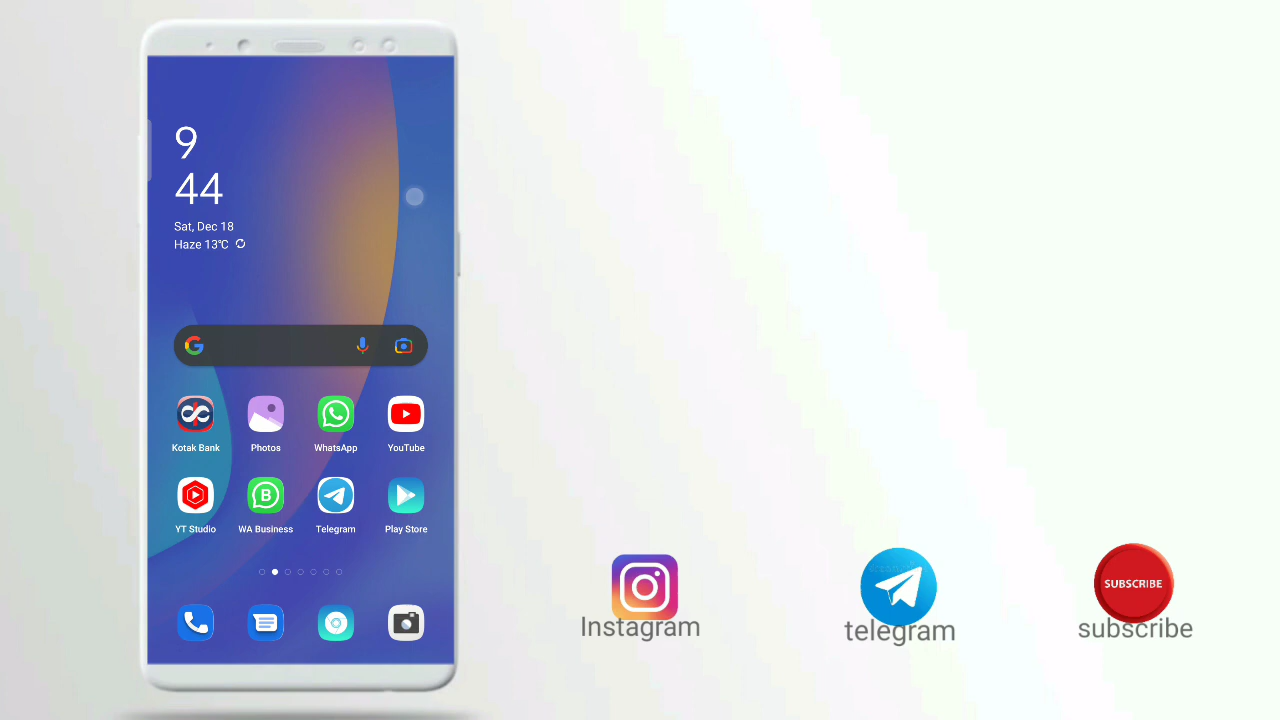 9
44
Sat, Dec 18
Haze 13°C
Kotak Bank
Photos
WhatsApp
YouTube
YT Studio
WA Business
Telegram
Play Store
Instagram
telegram
SUBSCRIBE
subscribe